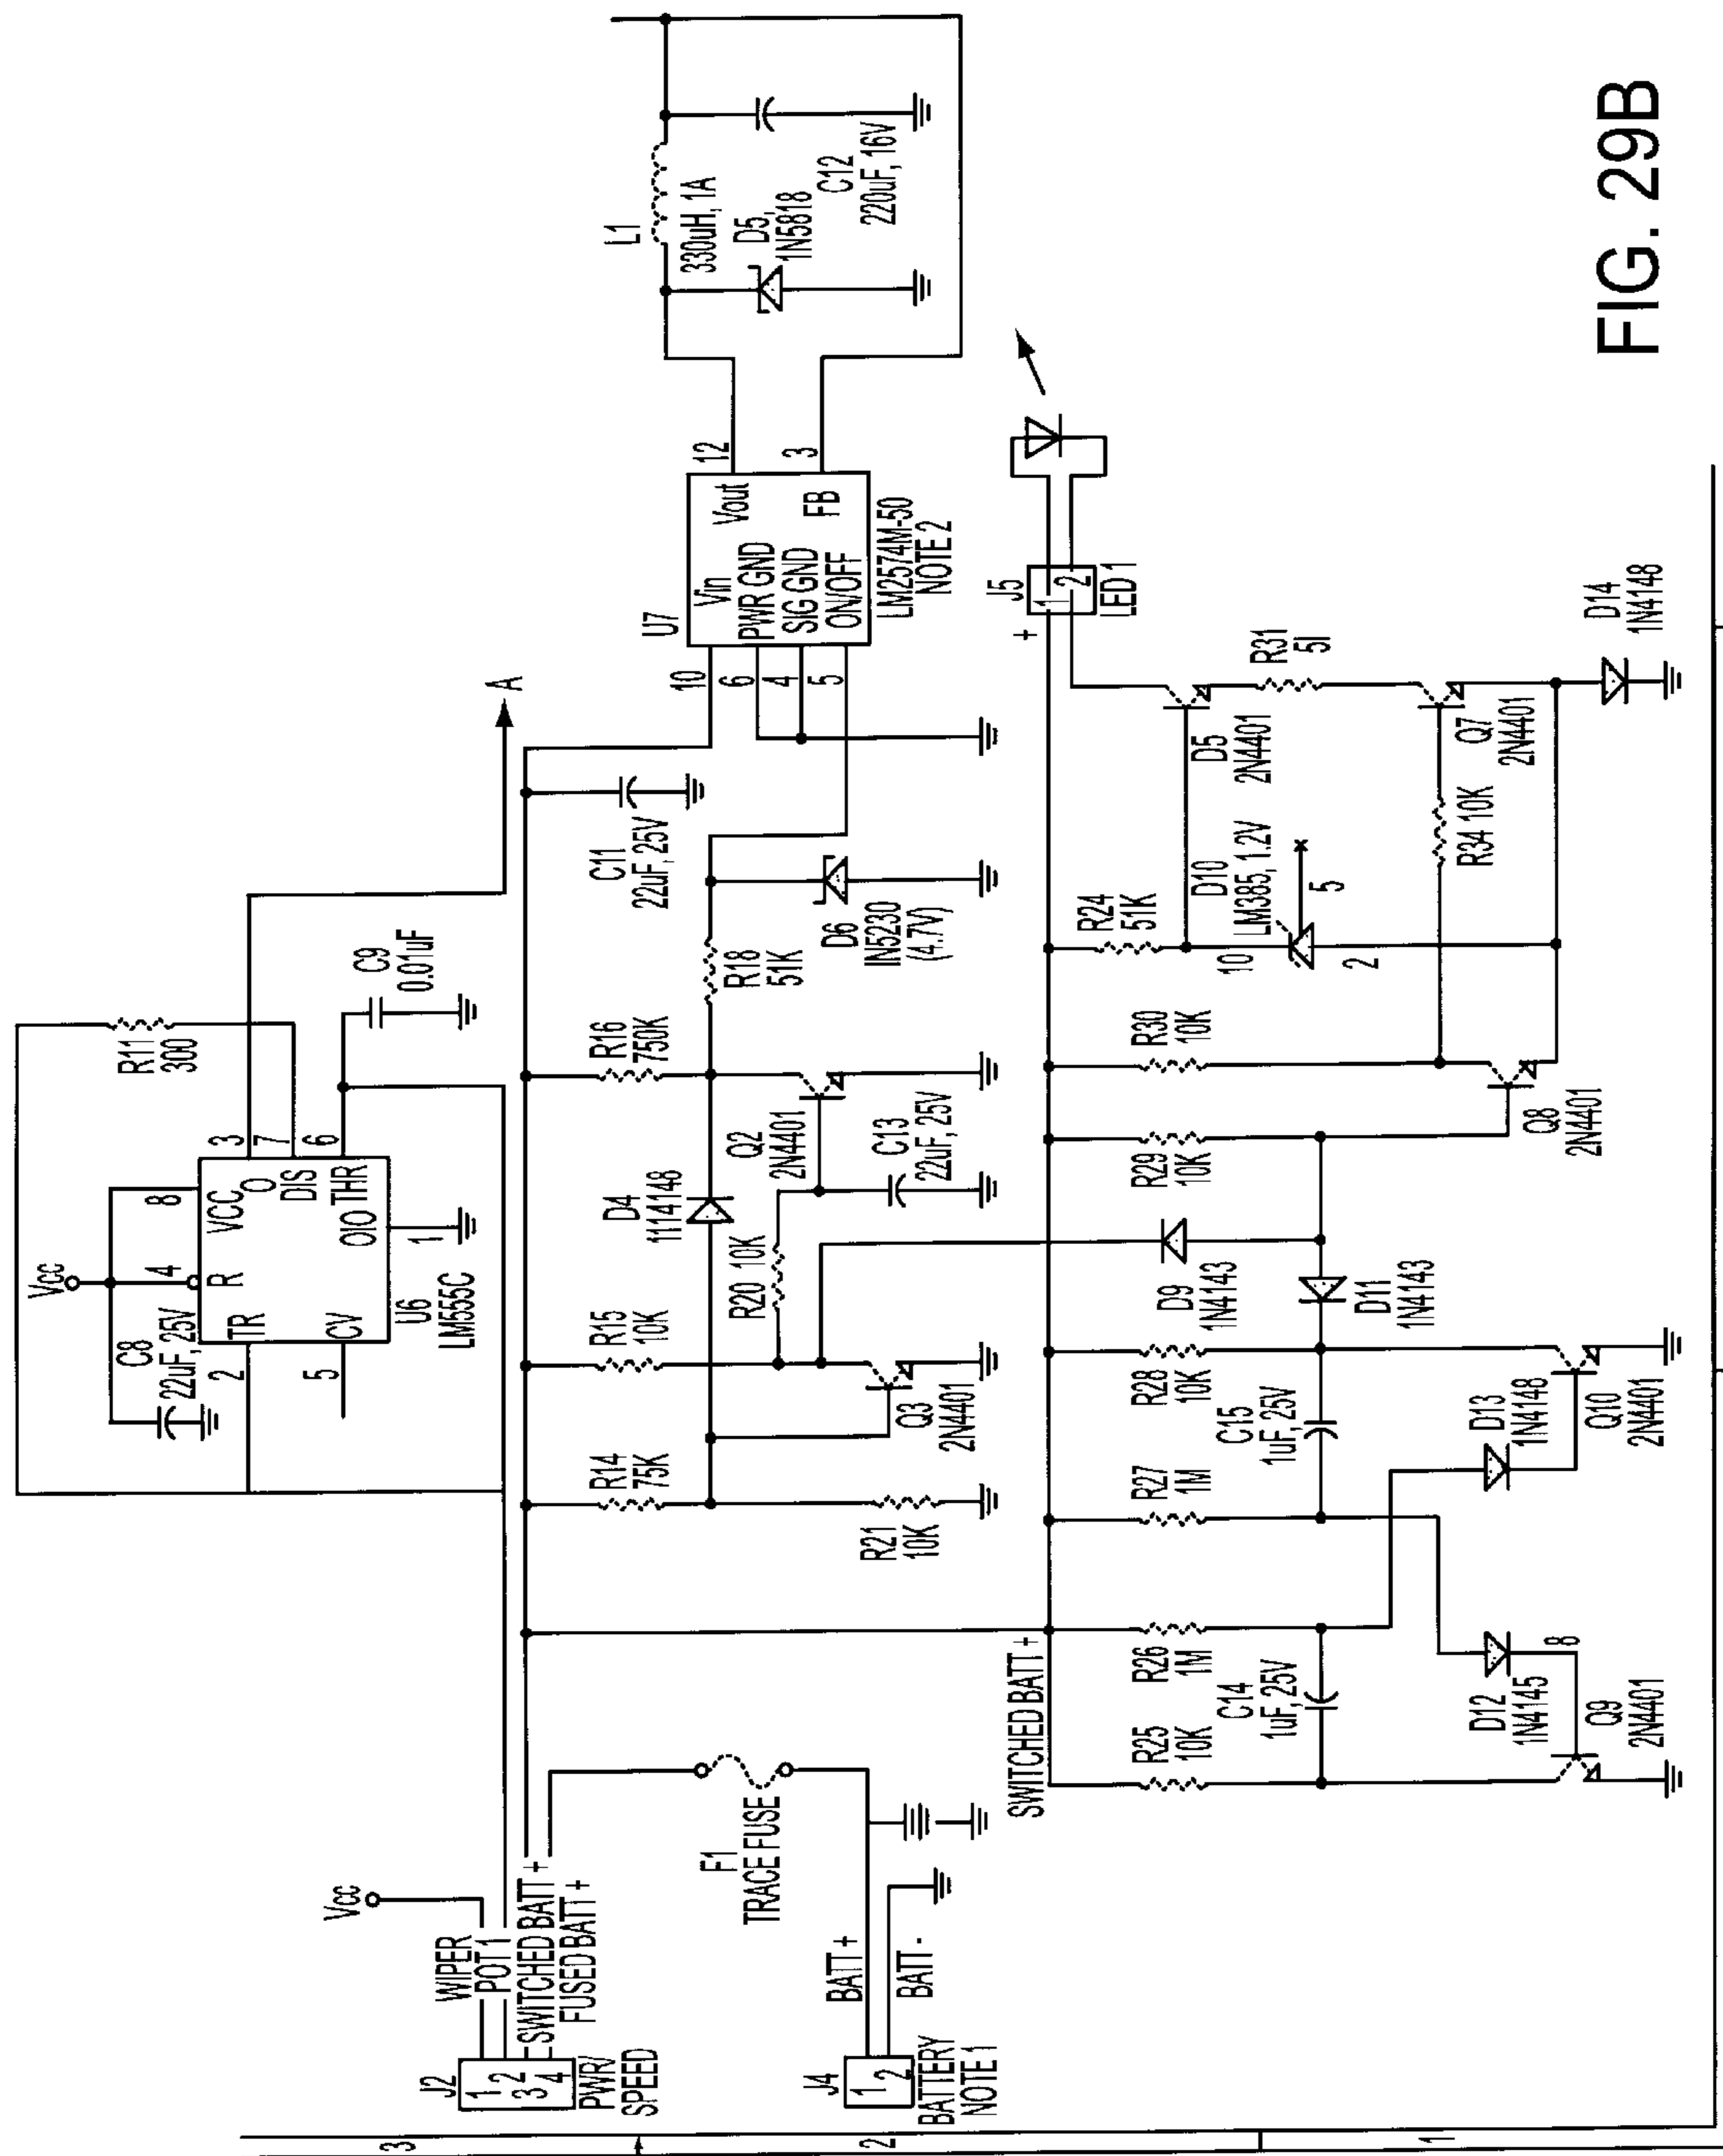 Vcc
C8
22uF, 25V
8
4
VCC
R
O
3
DIS
7
THR
6
TR
2
CV
5
OIO
1
U6
LM555C
R11
300
C9
0.01uF
A
Vcc
J2
1
2
3
4
PWR/
SPEED
WIPER
POT 1
SWITCHED BATT +
FUSED BATT +
F1
TRACE FUSE
J4
1
2
BATTERY
NOTE 1
BATT +
BATT -
R14
75K
R21
10K
R15
10K
Q3
2N4401
R20 10K
D4
1114148
Q2
2N4401
C13
22uF, 25V
R16
750K
R18
51K
D6
IN5230
(4.7V)
C11
22uF, 25V
U7
10
6
4
5
Vin
PWR GND
SIG GND
ON/OFF
Vout
FB
12
3
LM2574M-50
NOTE 2
L1
330uH, 1A
D5,
1N5818
C12
220uF, 16V
SWITCHED BATT +
R25
10K
C14
1uF, 25V
R26
1M
R27
1M
C15
1uF, 25V
R28
10K
D12
1N4145
8
Q9
2N4401
D13
1N4148
Q10
2N4401
D9
1N4143
D11
1N4143
R29
10K
R30
10K
Q8
2N4401
R24
51K
D10
LM385, 1.2V
10
5
2
R34 10K
D5
2N4401
R31
5I
Q7
2N4401
D14
1N4148
+
J5
1
2
LED 1
3
2
1
FIG. 29B